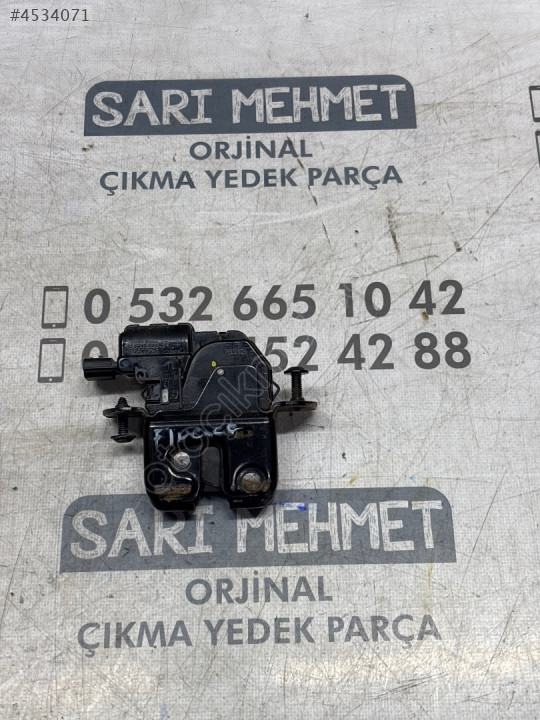 #4534071
SARI MEHMET
ORJİNAL
ÇIKMA YEDEK PARÇA
0 532 665 10 42
52 42 88
SARI MEHMET
ORJİNAL
ÇIKMA YEDEK PARÇA